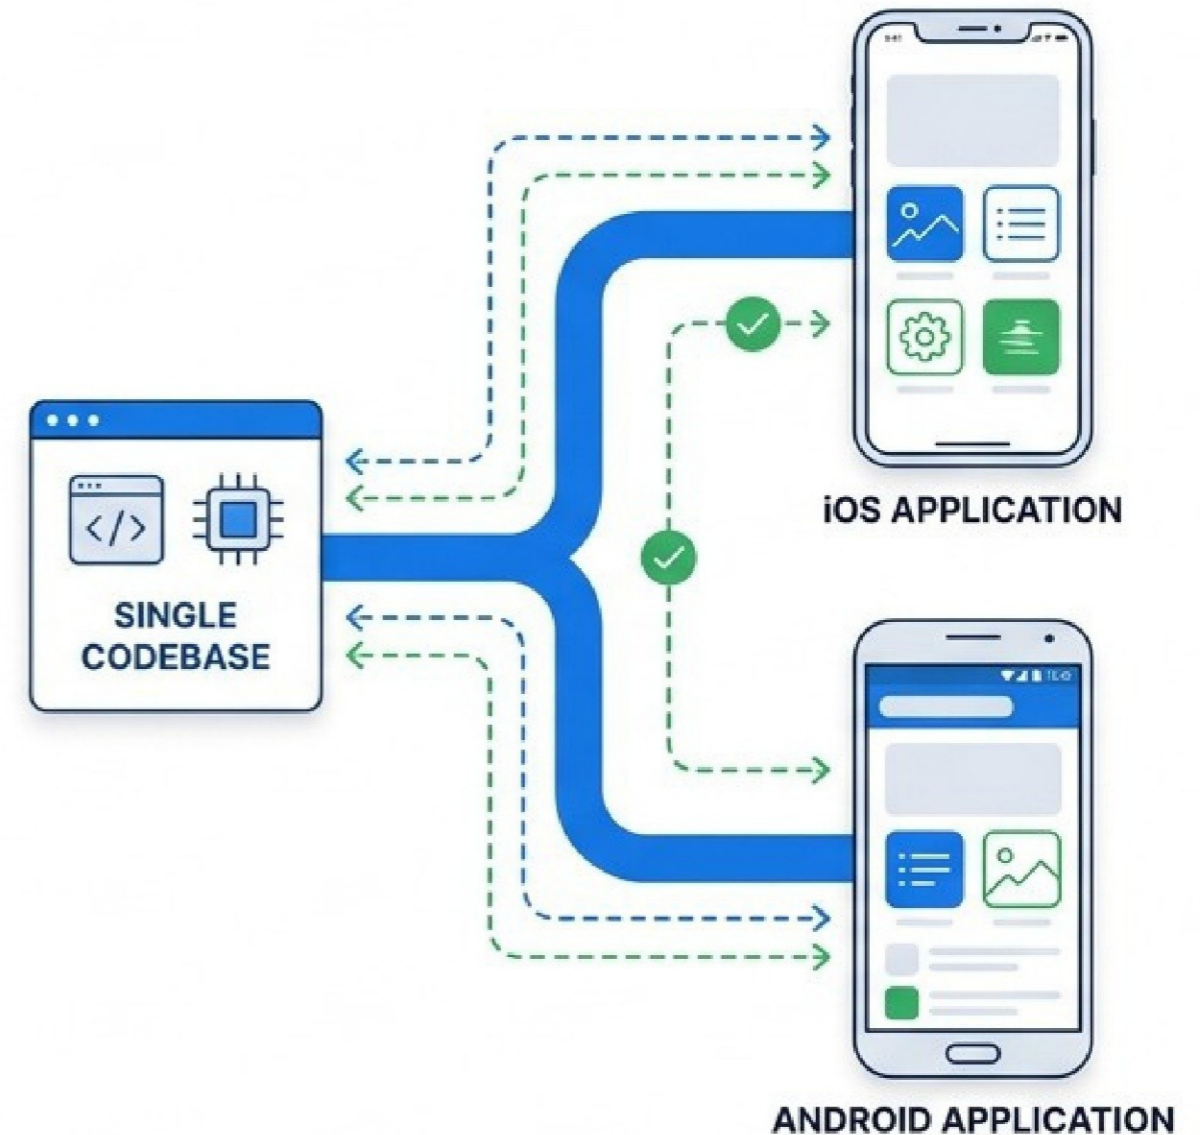 SINGLE
CODEBASE
</>
iOS APPLICATION
ANDROID APPLICATION